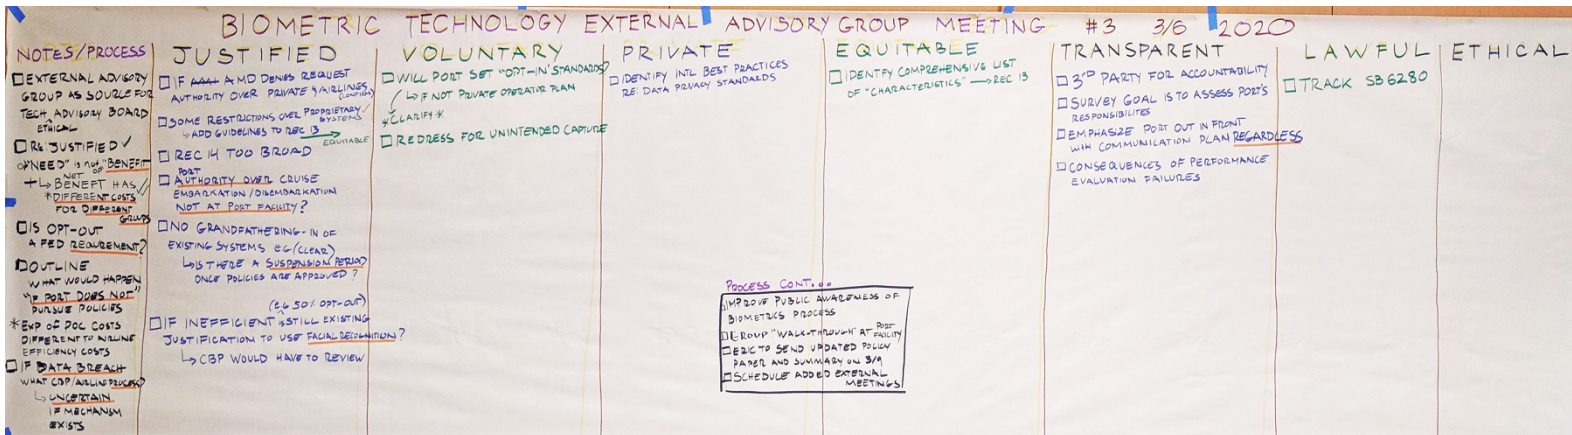 BIOMETRIC TECHNOLOGY EXTERNAL ADVISORY GROUP MEETING #3 3/6 2020
NOTES/PROCESS
EXTERNAL ADVISORY
GROUP AS SOURCE FOR
TECH ADVISORY BOARD
ETHICAL
R6 JUSTIFIED ✓
"NEED" is not "BENEFIT"
NET OP
↳ BENEFIT HAS
*DIFFERENT COSTS
FOR DIFFERENT
GROUPS
IS OPT-OUT
A FED REQUIREMENT?
OUTLINE
WHAT WOULD HAPPEN
"IF PORT DOES NOT"
PURSUE POLICIES
* EXP OF DOC COSTS
DIFFERENT TO AIRLINE
EFFICIENCY COSTS
IF DATA BREACH
WHAT CBP/AIRLINE PROCESS?
↳ UNCERTAIN
IF MECHANISM
EXISTS
JUSTIFIED
IF AMD DENIES REQUEST
AUTHORITY OVER PRIVATE & AIRLINES
(CONFIRM)
SOME RESTRICTIONS OVER PROPRIETARY
SYSTEMS
↳ ADD GUIDELINES TO REC 13 →
EQUITABLE
REC 14 TOO BROAD
PORT
AUTHORITY OVER CRUISE
EMBARKATION/DISEMBARKATION
NOT AT PORT FACILITY?
NO GRANDFATHERING-IN OF
EXISTING SYSTEMS EG (CLEAR)
↳ IS THERE A SUSPENSION PERIOD
ONCE POLICIES ARE APPROVED?
(EG 50% OPT-OUT)
IF INEFFICIENT IS STILL EXISTING
JUSTIFICATION TO USE FACIAL RECOGNITION?
↳ CBP WOULD HAVE TO REVIEW
VOLUNTARY
WILL PORT SET "OPT-IN" STANDARDS?
↳ IF NOT PRIVATE OPERATOR PLAN
*CLARIFY*
REDRESS FOR UNINTENDED CAPTURE
PRIVATE
IDENTIFY INTL BEST PRACTICES
RE: DATA PRIVACY STANDARDS
PROCESS CONT...
IMPROVE PUBLIC AWARENESS OF
BIOMETRICS PROCESS
GROUP "WALK-THROUGH" AT PORT
FACILITY
ERIC TO SEND UPDATED POLICY
PAPER AND SUMMARY ON 3/9
SCHEDULE ADDED EXTERNAL
MEETINGS
EQUITABLE
IDENTFY COMPREHENSIVE LIST
OF "CHARACTERISTICS" → REC 13
TRANSPARENT
3RD PARTY FOR ACCOUNTABILITY
SURVEY GOAL IS TO ASSESS PORT'S
RESPONSIBILITES
EMPHASIZE PORT OUT IN FRONT
WITH COMMUNICATION PLAN REGARDLESS
CONSEQUENCES OF PERFORMANCE
EVALUATION FAILURES
LAWFUL
TRACK SB 6280
ETHICAL